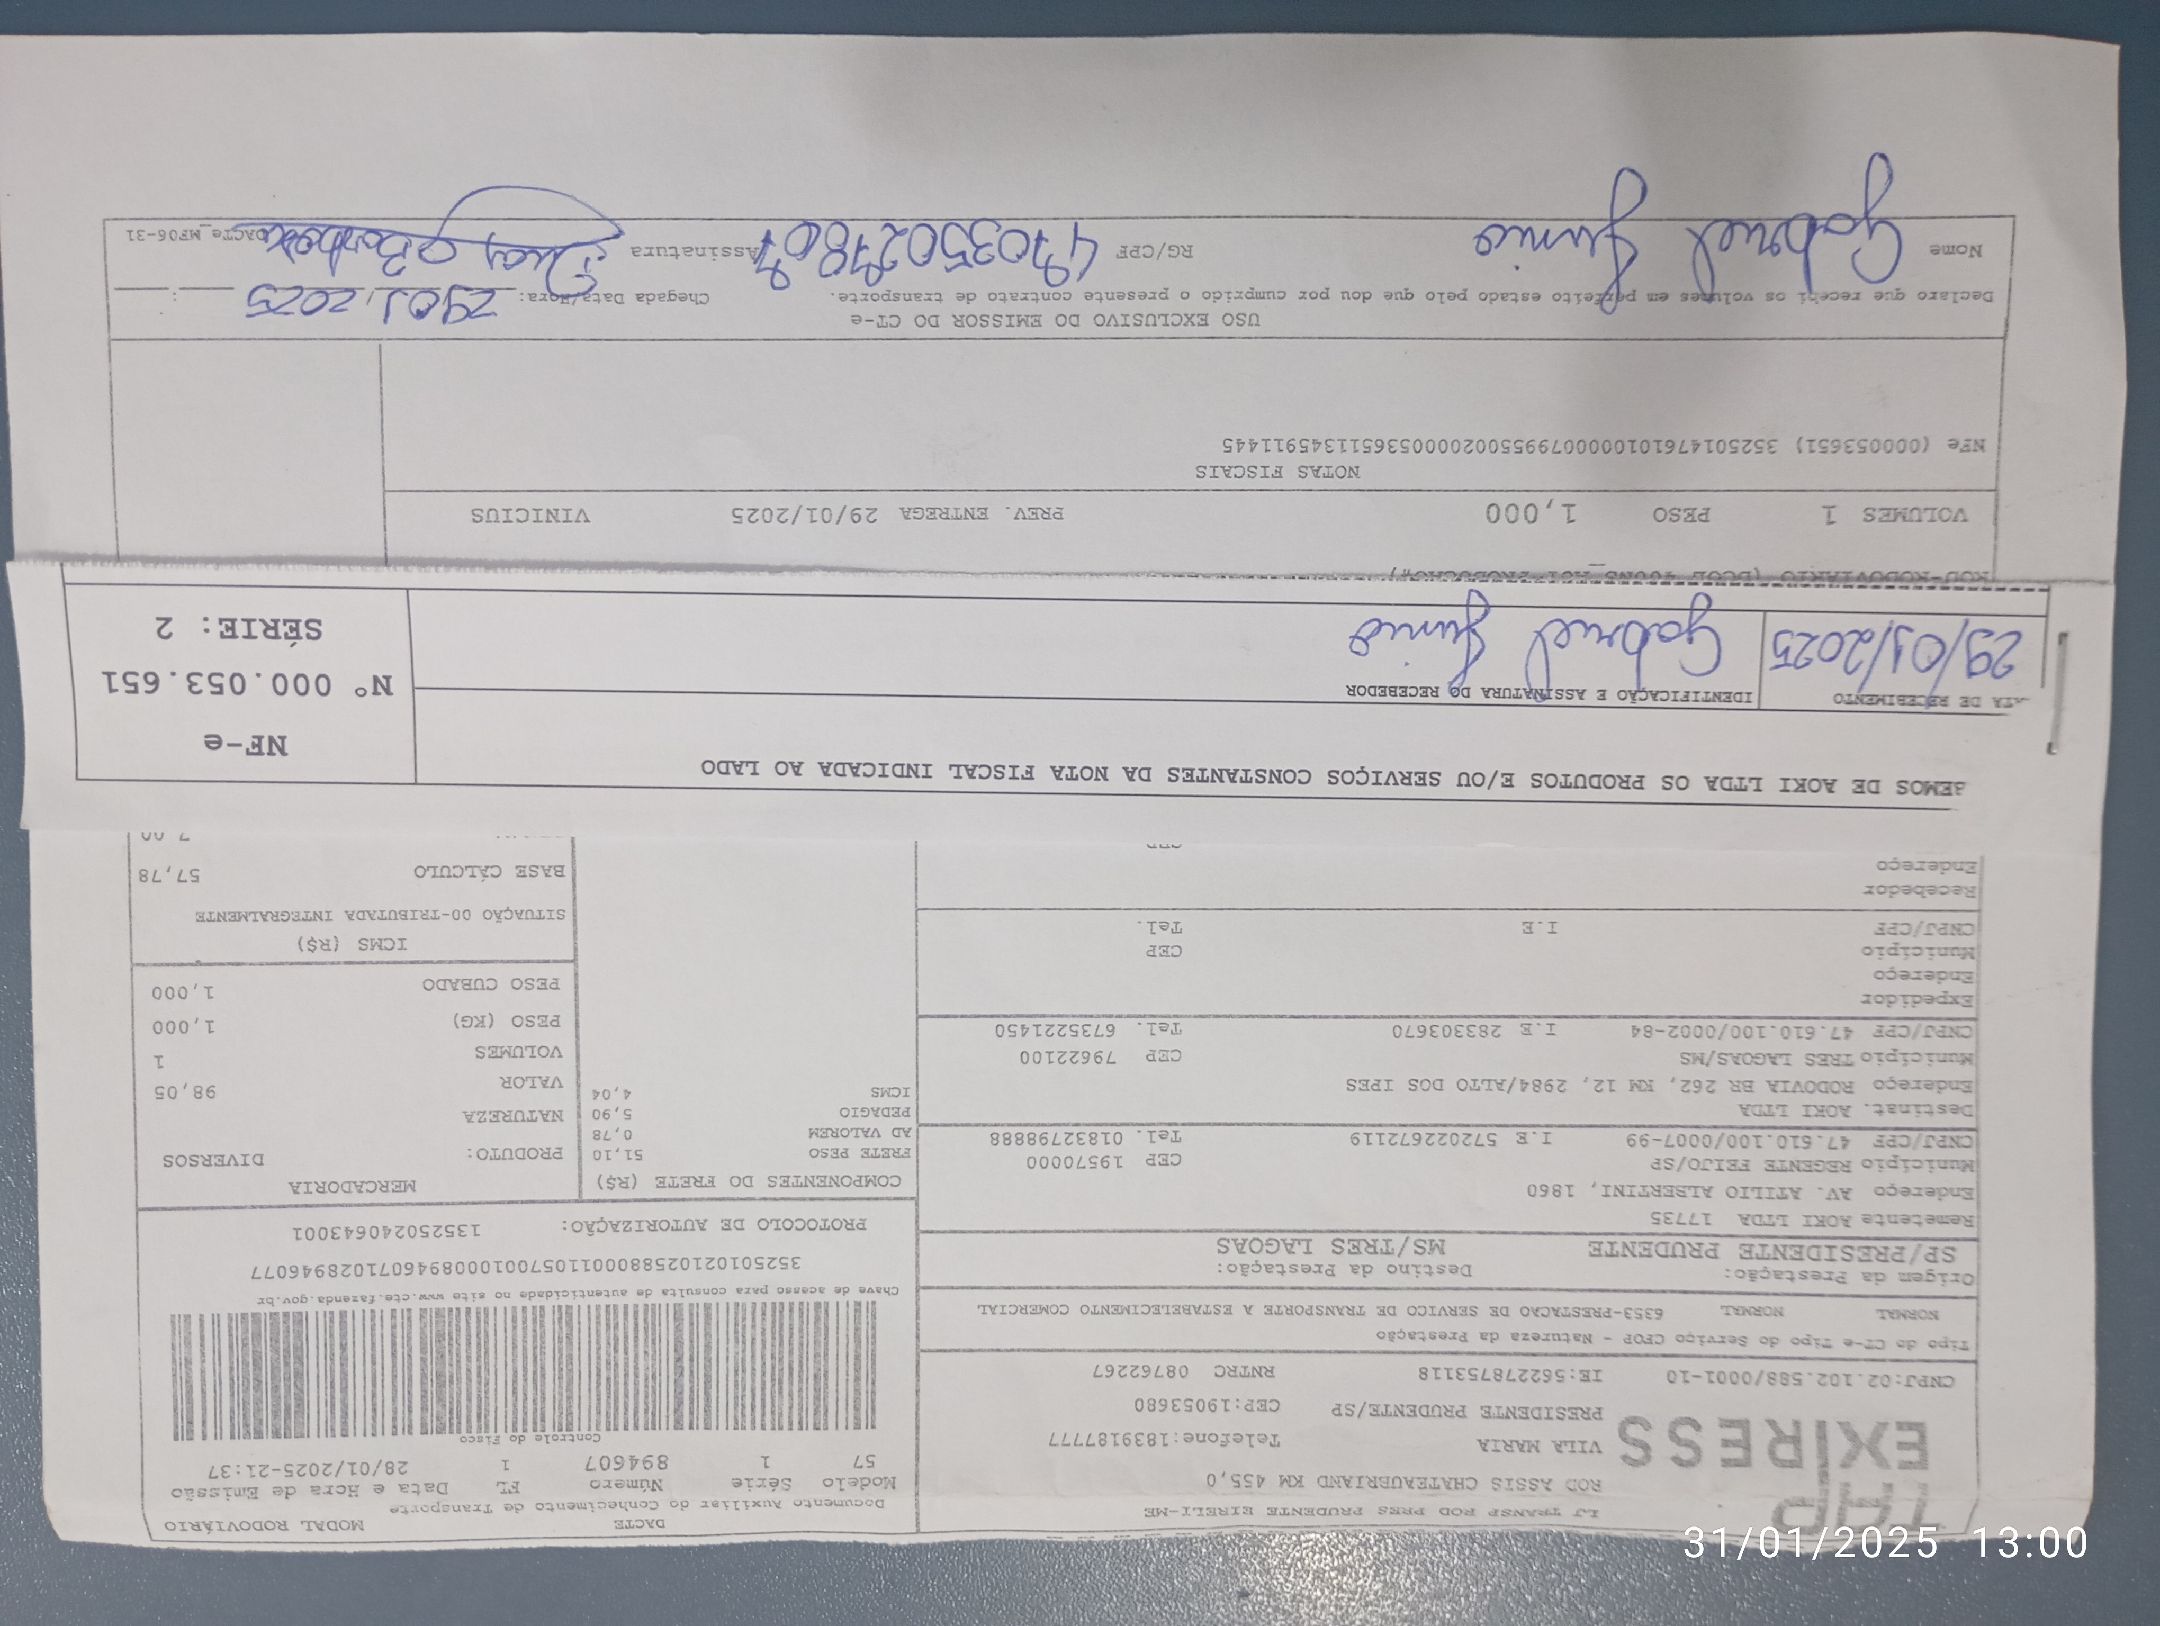 TCP
EXPRESS
LJ TRANSP ROD PRES PRUDENTE EIRELI-ME
ROD ASSIS CHATEAUBRIAND KM 455,0
VILA MARIA Telefone:1839187777
PRESIDENTE PRUDENTE/SP CEP:19053680
CNPJ:02.102.588/0001-10 IE:562278753118 RNTRC 08762267
Tipo do CT-e Tipo do Serviço CFOP - Natureza da Prestação
NORMAL NORMAL 6353-PRESTACAO DE SERVICO DE TRANSPORTE A ESTABELECIMENTO COMERCIAL
Origem da Prestação: Destino da Prestação:
SP/PRESIDENTE PRUDENTE MS/TRES LAGOAS
Remetente AOKI LTDA 17735
Endereço AV. ATILIO ALBERTINI, 1860
Município REGENTE FEIJO/SP CEP 19570000
CNPJ/CPF 47.610.100/0007-99 I.E 572022672119 Tel. 01832798888
Destinat. AOKI LTDA
Endereço RODOVIA BR 262, KM 12, 2984/ALTO DOS IPES
Município TRES LAGOAS/MS CEP 79622100
CNPJ/CPF 47.610.100/0002-84 I.E 283303670 Tel. 6735221450
Expedidor
Endereço
Município CEP
CNPJ/CPF I.E Tel.
Recebedor
Endereço
CEP
DACTE MODAL RODOVIÁRIO
Documento Auxiliar do Conhecimento de Transporte
Modelo Série Número FL Data e Hora de Emissão
57 1 894607 1 28/01/2025-21:37
Controle do Fisco
Chave de acesso para consulta de autenticidade no site www.cte.fazenda.gov.br
35250102102588000110570010008946071028946077
PROTOCOLO DE AUTORIZAÇÃO: 135250240643001
COMPONENTES DO FRETE (R$)
FRETE PESO 51,10
AD VALOREM 0,78
PEDAGIO 5,90
ICMS 4,04
MERCADORIA
PRODUTO: DIVERSOS
NATUREZA
VALOR 98,05
VOLUMES 1
PESO (KG) 1,000
PESO CUBADO 1,000
ICMS (R$)
SITUAÇÃO 00-TRIBUTADA INTEGRALMENTE
BASE CÁLCULO 57,78
7,00
BEMOS DE AOKI LTDA OS PRODUTOS E/OU SERVIÇOS CONSTANTES DA NOTA FISCAL INDICADA AO LADO
ATA DE RECEBIMENTO IDENTIFICAÇÃO E ASSINATURA DO RECEBEDOR
29/01/2025 Gabriel Junio
NF-e
Nº 000.053.651
SÉRIE: 2
VOLUMES 1 PESO 1,000 PREV. ENTREGA 29/01/2025 VINICIUS
NOTAS FISCAIS
NFe (00053651) 35250147610100000799550020000536511345911445
USO EXCLUSIVO DO EMISSOR DO CT-e
Declaro que recebi os volumes em perfeito estado pelo que dou por cumprido o presente contrato de transporte. Chegada Data/Hora: 29/01/2025 :
Nome Gabriel Junio RG/CPF Assinatura
DACTE_MF06-31
31/01/2025 13:00